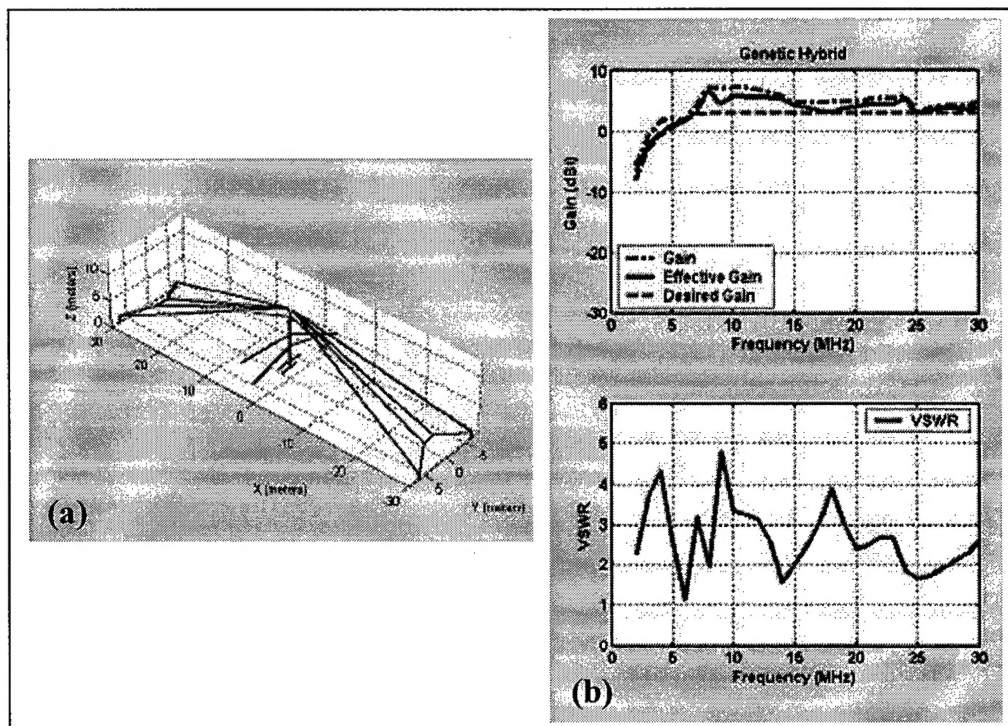 Genetic Hybrid
10
0
-10
-20
-30
Gain (dBi)
Gain
Effective Gain
Desired Gain
0 5 10 15 20 25 30
Frequency (MHz)
Z (meters)
10
5
0
30
20
10
0
-10
20
30
X (meters)
-5
0
5
Y (meters)
(a)
6
5
4
3
2
1
0
VSWR
VSWR
0 5 10 15 20 25 30
Frequency (MHz)
(b)